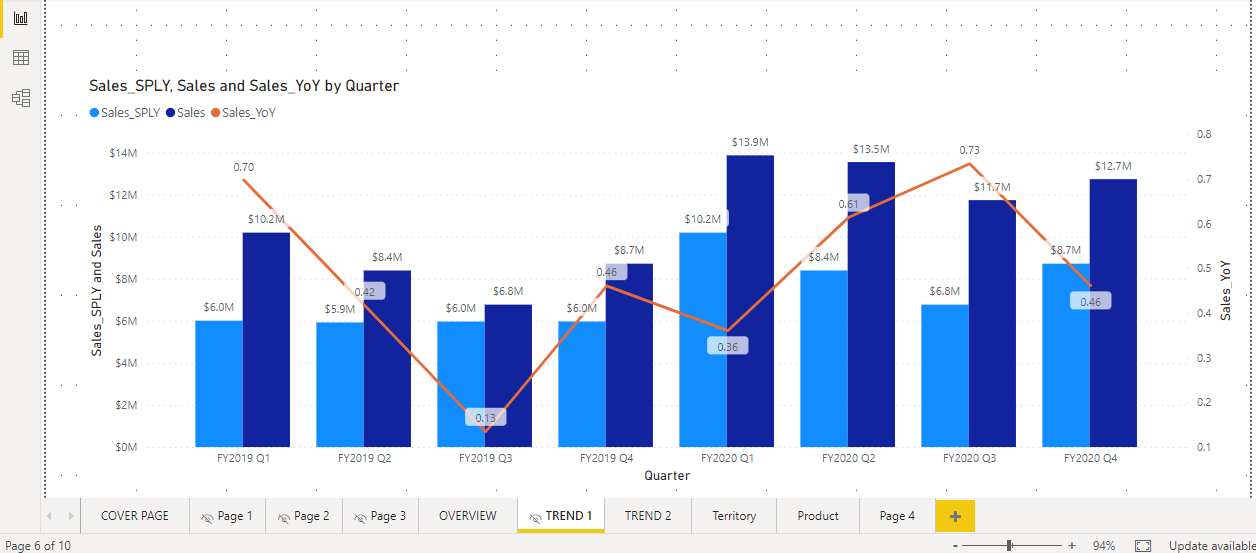 Sales_SPLY, Sales and Sales_YoY by Quarter
Sales_SPLY Sales Sales_YoY
$14M
$12M
$10M
$8M
$6M
$4M
$2M
$0M
Sales_SPLY and Sales
0.8
0.7
0.6
0.5
0.4
0.3
0.2
0.1
Sales_YoY
$6.0M
$10.2M
$5.9M
$8.4M
$6.0M
$6.8M
$6.0M
$8.7M
$10.2M
$13.9M
$8.4M
$13.5M
$6.8M
$11.7M
$8.7M
$12.7M
0.70
0.42
0.13
0.46
0.36
0.61
0.73
0.46
FY2019 Q1 FY2019 Q2 FY2019 Q3 FY2019 Q4 FY2020 Q1 FY2020 Q2 FY2020 Q3 FY2020 Q4
Quarter
COVER PAGE Page 1 Page 2 Page 3 OVERVIEW TREND 1 TREND 2 Territory Product Page 4 +
Page 6 of 10 - + 94% Update available